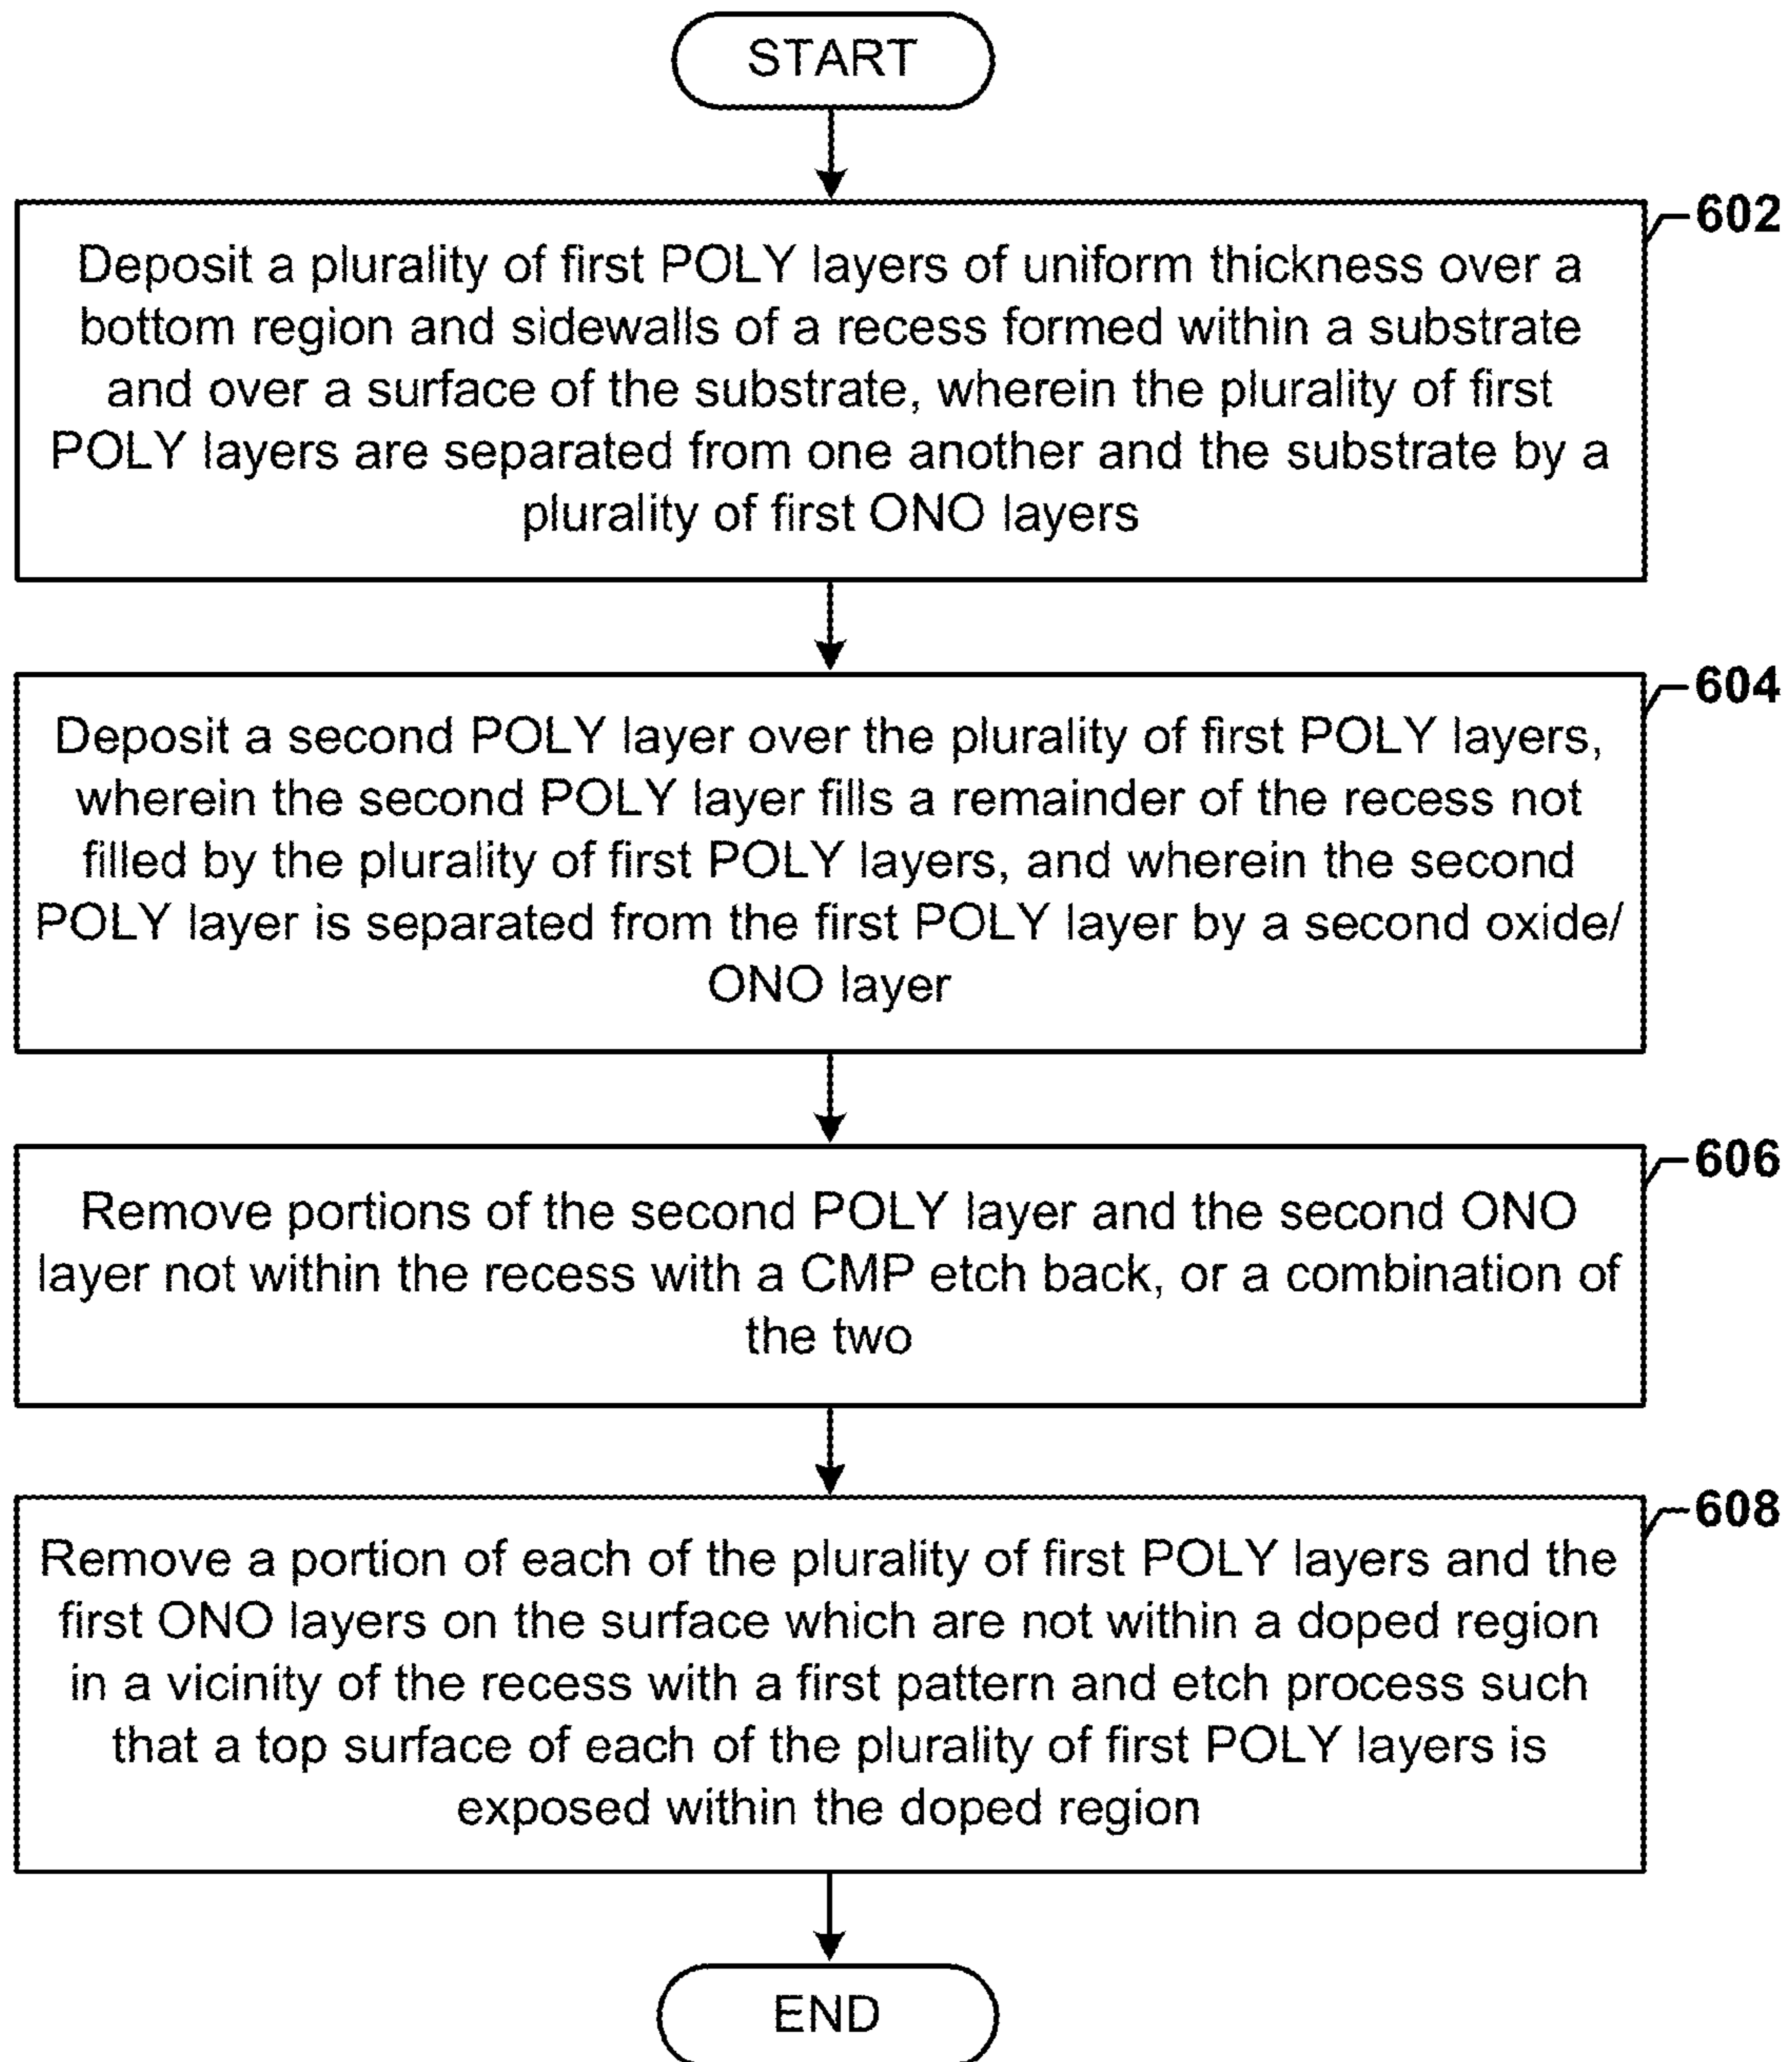 START
602
Deposit a plurality of first POLY layers of uniform thickness over a
bottom region and sidewalls of a recess formed within a substrate
and over a surface of the substrate, wherein the plurality of first
POLY layers are separated from one another and the substrate by a
plurality of first ONO layers
604
Deposit a second POLY layer over the plurality of first POLY layers,
wherein the second POLY layer fills a remainder of the recess not
filled by the plurality of first POLY layers, and wherein the second
POLY layer is separated from the first POLY layer by a second oxide/
ONO layer
606
Remove portions of the second POLY layer and the second ONO
layer not within the recess with a CMP etch back, or a combination of
the two
608
Remove a portion of each of the plurality of first POLY layers and the
first ONO layers on the surface which are not within a doped region
in a vicinity of the recess with a first pattern and etch process such
that a top surface of each of the plurality of first POLY layers is
exposed within the doped region
END